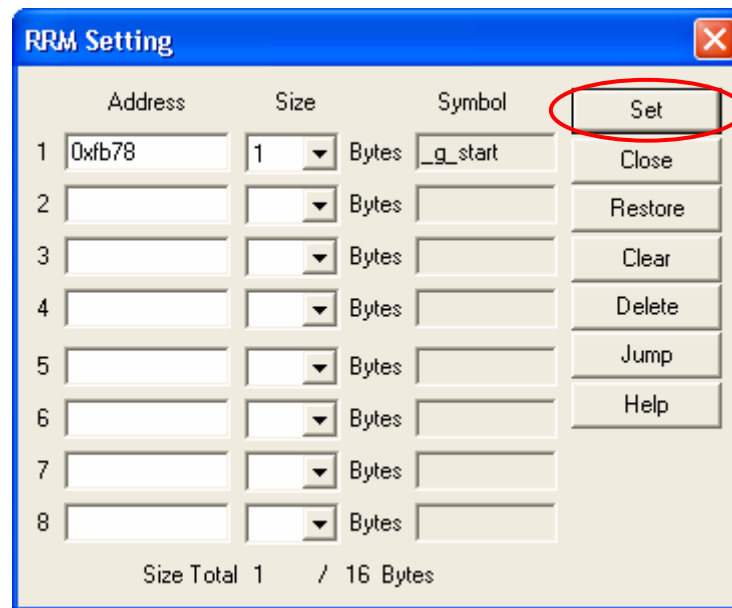 RRM Setting
Address Size Symbol Set
1 0xfb78 1 Bytes _g_start Close
2 Bytes Restore
3 Bytes Clear
4 Bytes Delete
5 Bytes Jump
6 Bytes Help
7 Bytes
8 Bytes
Size Total 1 / 16 Bytes